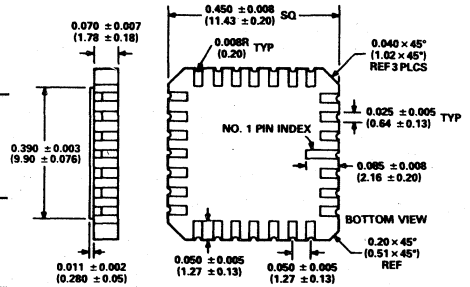 0.070 ± 0.007
(1.78 ± 0.18)
0.450 ± 0.008
(11.43 ± 0.20) SQ
0.008R
(0.20) TYP
0.040 × 45°
(1.02 × 45°)
REF 3 PLCS
0.025 ± 0.005
(0.64 ± 0.13) TYP
NO. 1 PIN INDEX
0.390 ± 0.003
(9.90 ± 0.076)
0.085 ± 0.008
(2.16 ± 0.20)
BOTTOM VIEW
0.20 × 45°
(0.51 × 45°)
REF
0.011 ± 0.002
(0.280 ± 0.05)
0.050 ± 0.005
(1.27 ± 0.13)
0.050 ± 0.005
(1.27 ± 0.13)